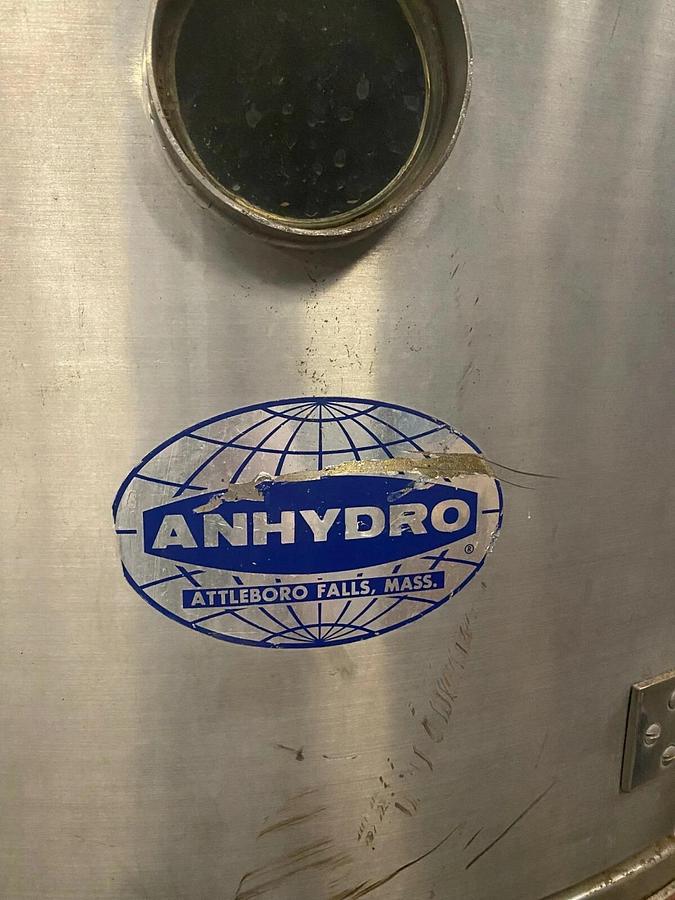 ANHYDRO
®
ATTLEBORO FALLS, MASS.